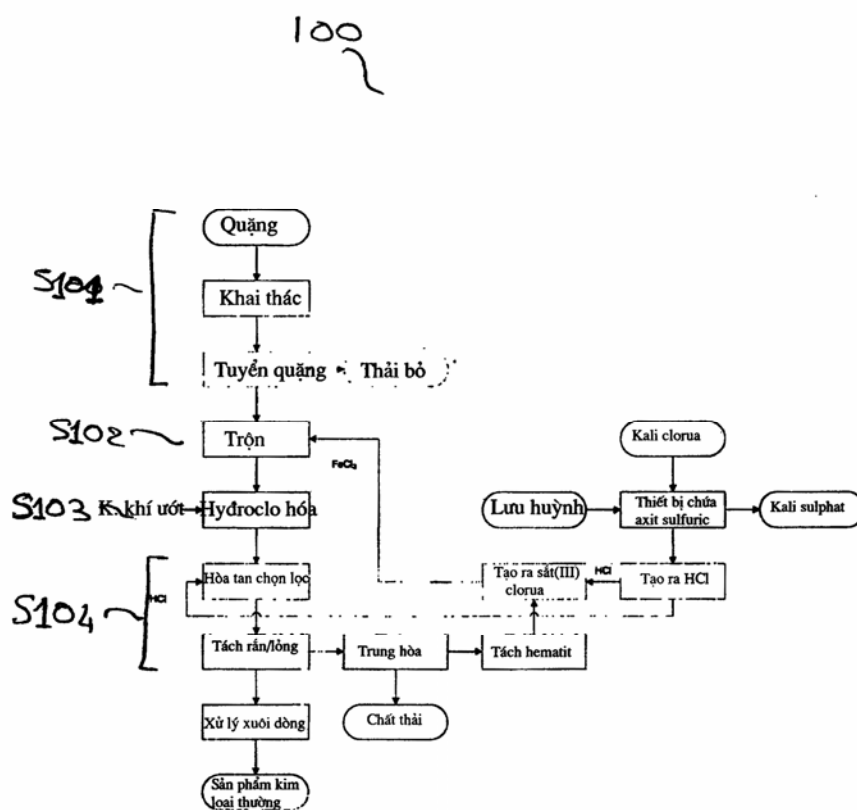 100
S101
Quặng
Khai thác
Tuyển quặng
Thải bỏ
S102
Trộn
FeCl₃
Kali clorua
S103
K. khí ướt
Hydroclo hóa
Lưu huỳnh
Thiết bị chứa
axit sulfuric
Kali sulphat
S104
HCl
Hòa tan chọn lọc
Tạo ra sắt(III)
clorua
HCl
Tạo ra HCl
Tách rắn/lỏng
Trung hòa
Tách hematit
Xử lý xuôi dòng
Chất thải
Sản phẩm kim
loại thường